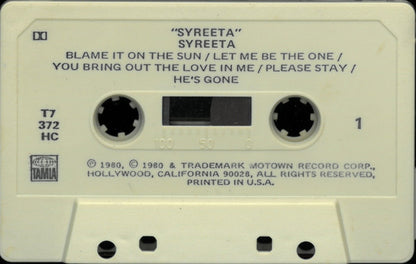 "SYREETA"
SYREETA
BLAME IT ON THE SUN / LET ME BE THE ONE /
YOU BRING OUT THE LOVE IN ME / PLEASE STAY /
HE'S GONE
T7
372
HC
1
100 50 0
℗ 1980, © 1980 & TRADEMARK MOTOWN RECORD CORP.,
HOLLYWOOD, CALIFORNIA 90028, ALL RIGHTS RESERVED,
PRINTED IN U.S.A.
TAMLA